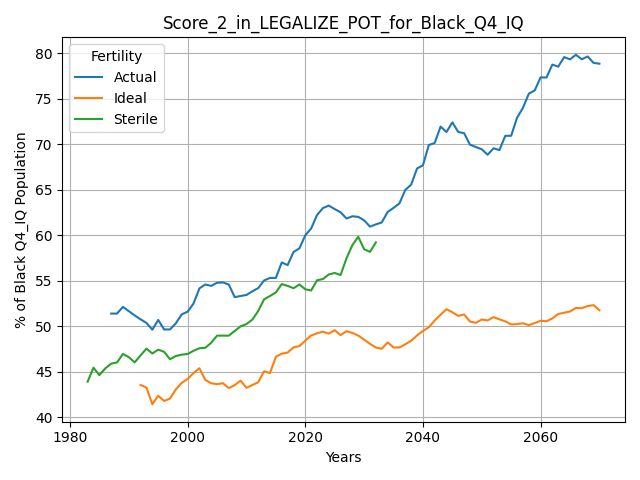 Score_2_in_LEGALIZE_POT_for_Black_Q4_IQ
% of Black Q4_IQ Population
80
75
70
65
60
55
50
45
40
Fertility
Actual
Ideal
Sterile
1980 2000 2020 2040 2060
Years